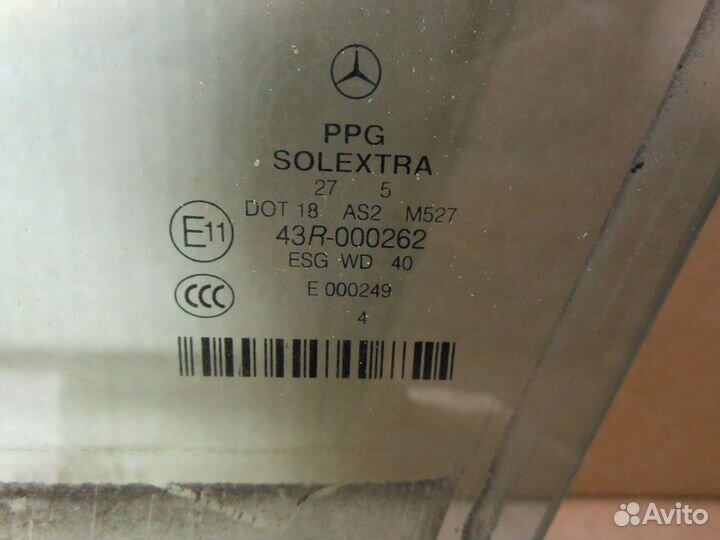 PPG
SOLEXTRA
27 5
DOT 18 AS2 M527
E11 43R-000262
ESG WD 40
CCC E 000249
4
Avito